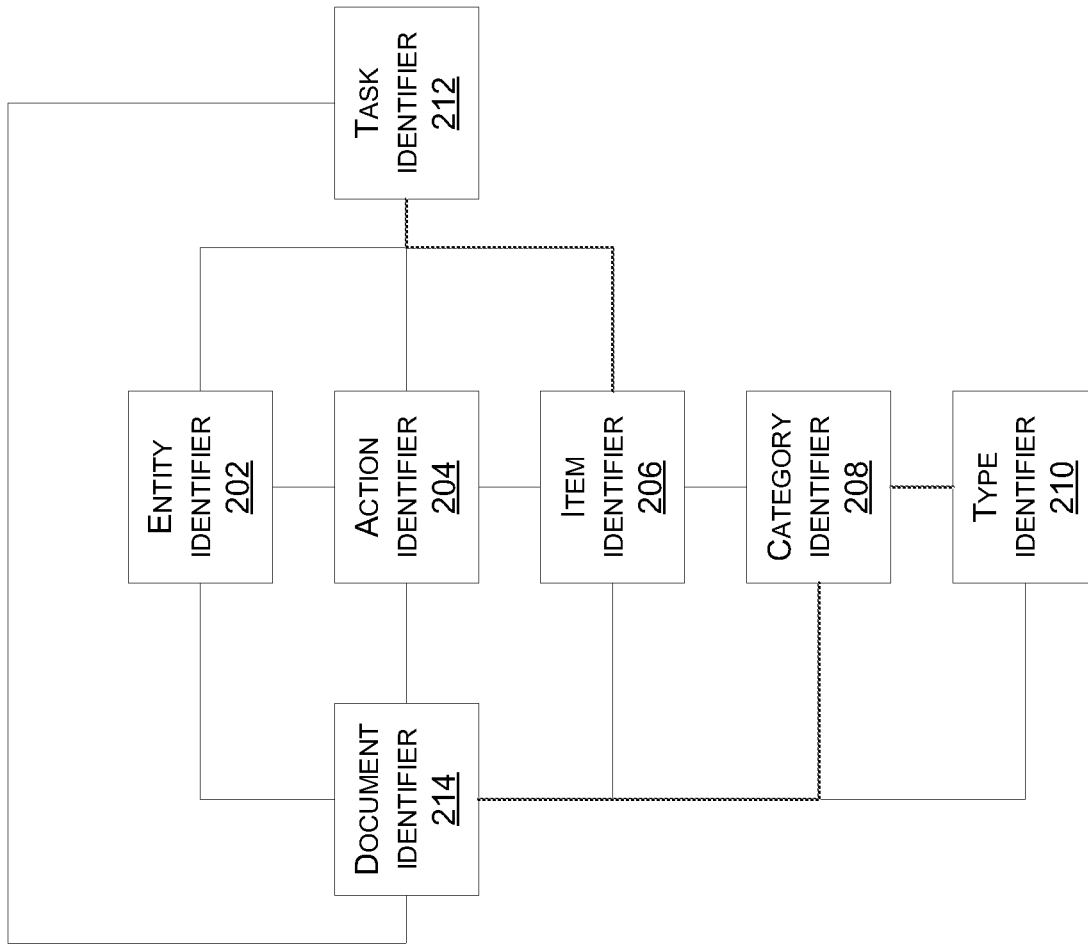 TASK
IDENTIFIER
212
ENTITY
IDENTIFIER
202
ACTION
IDENTIFIER
204
ITEM
IDENTIFIER
206
CATEGORY
IDENTIFIER
208
TYPE
IDENTIFIER
210
DOCUMENT
IDENTIFIER
214